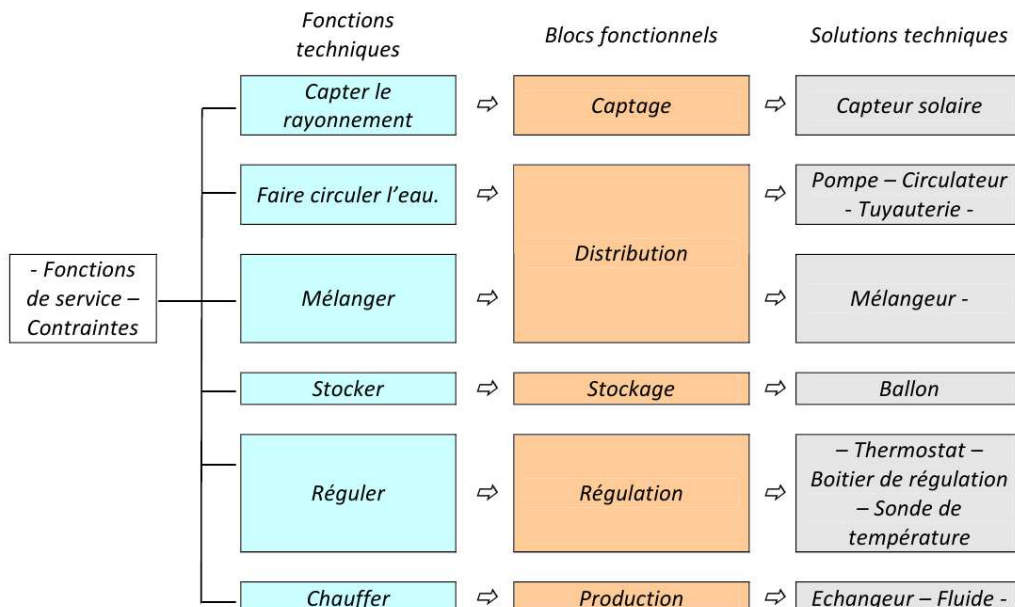 Fonctions
techniques
Blocs fonctionnels
Solutions techniques
- Fonctions
de service –
Contraintes
Capter le
rayonnement
⇨
Captage
⇨
Capteur solaire
Faire circuler l’eau.
⇨
Distribution
⇨
Pompe – Circulateur
- Tuyauterie -
Mélanger
⇨
⇨
Mélangeur -
Stocker
⇨
Stockage
⇨
Ballon
Réguler
⇨
Régulation
⇨
– Thermostat –
Boitier de régulation
– Sonde de
température
Chauffer
⇨
Production
⇨
Echangeur – Fluide -